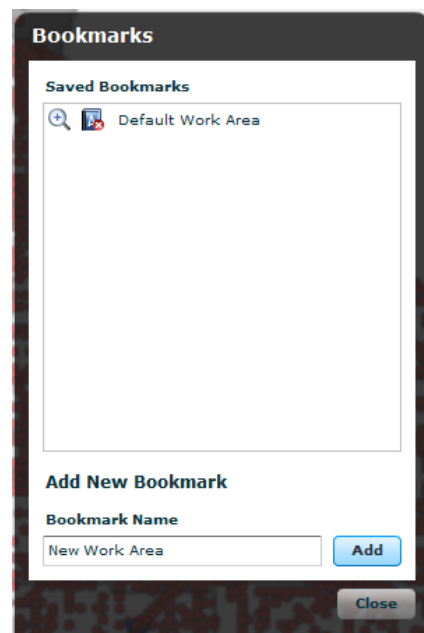 Bookmarks
Saved Bookmarks
Default Work Area
Add New Bookmark
Bookmark Name
New Work Area
Add
Close